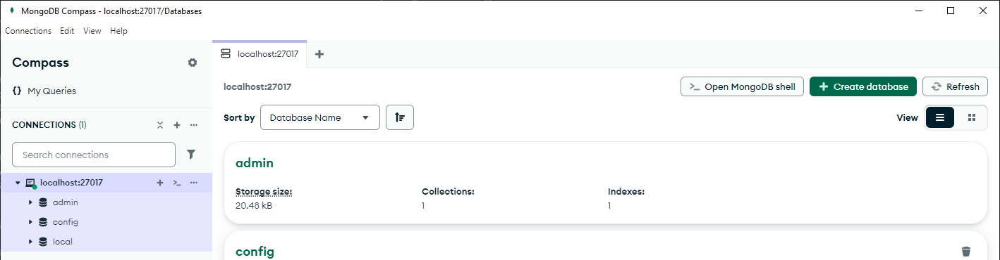 MongoDB Compass - localhost:27017/Databases
Connections Edit View Help
Compass
{} My Queries
CONNECTIONS (1)
Search connections
localhost:27017
admin
config
local
localhost:27017
localhost:27017
>_ Open MongoDB shell
+ Create database
Refresh
Sort by Database Name
View
admin
Storage size: Collections: Indexes:
20.48 kB 1 1
config